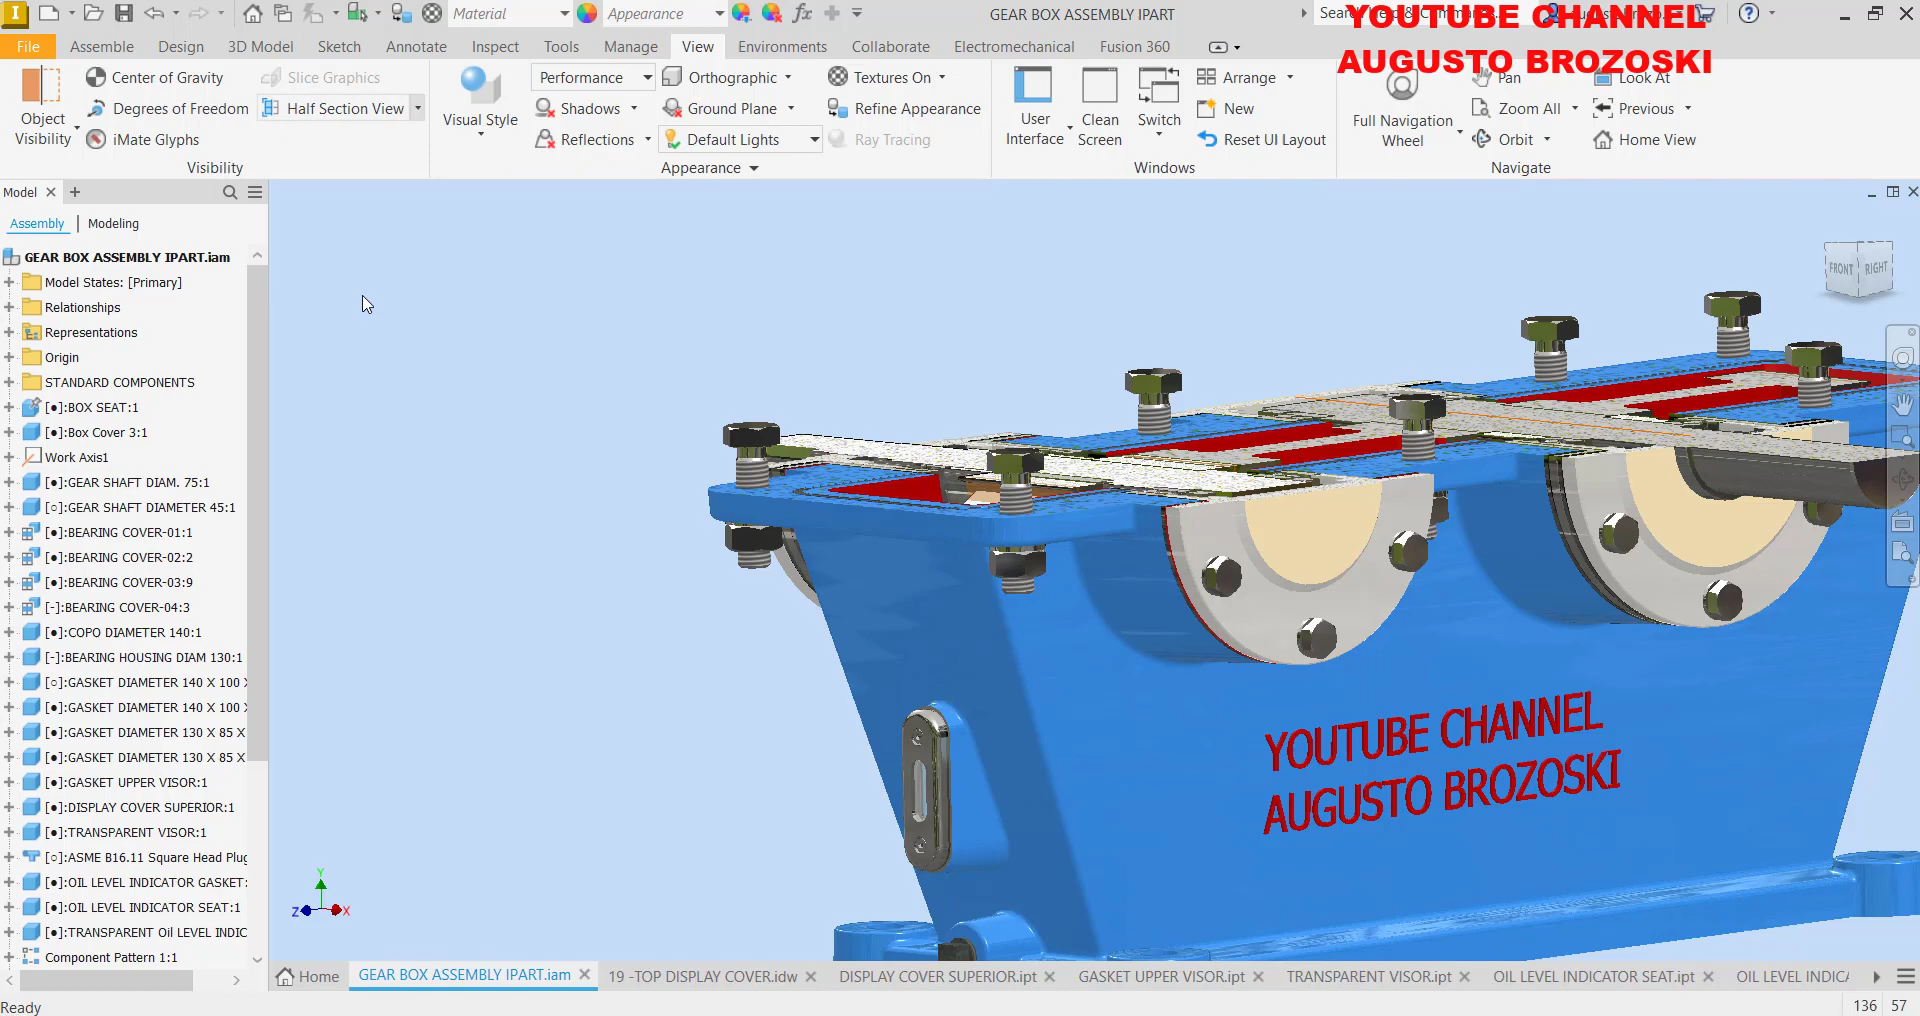 Material
Appearance
fx
GEAR BOX ASSEMBLY IPART
YOUTUBE CHANNEL
AUGUSTO BROZOSKI
File
Assemble
Design
3D Model
Sketch
Annotate
Inspect
Tools
Manage
View
Environments
Collaborate
Electromechanical
Fusion 360
Object
Visibility
Center of Gravity
Degrees of Freedom
iMate Glyphs
Slice Graphics
Half Section View
Visibility
Visual Style
Performance
Shadows
Reflections
Orthographic
Ground Plane
Default Lights
Textures On
Refine Appearance
Ray Tracing
Appearance
User
Interface
Clean
Screen
Switch
Arrange
New
Reset UI Layout
Windows
Full Navigation
Wheel
Pan
Zoom All
Orbit
Look At
Previous
Home View
Navigate
Model
Assembly
Modeling
GEAR BOX ASSEMBLY IPART.iam
Model States: [Primary]
Relationships
Representations
Origin
STANDARD COMPONENTS
[●]:BOX SEAT:1
[●]:Box Cover 3:1
Work Axis1
[●]:GEAR SHAFT DIAM. 75:1
[○]:GEAR SHAFT DIAMETER 45:1
[●]:BEARING COVER-01:1
[●]:BEARING COVER-02:2
[●]:BEARING COVER-03:9
[-]:BEARING COVER-04:3
[●]:COPO DIAMETER 140:1
[-]:BEARING HOUSING DIAM 130:1
[○]:GASKET DIAMETER 140 X 100 X
[●]:GASKET DIAMETER 140 X 100 X
[●]:GASKET DIAMETER 130 X 85 X
[●]:GASKET DIAMETER 130 X 85 X
[●]:GASKET UPPER VISOR:1
[●]:DISPLAY COVER SUPERIOR:1
[●]:TRANSPARENT VISOR:1
[○]:ASME B16.11 Square Head Plug
[●]:OIL LEVEL INDICATOR GASKET:
[●]:OIL LEVEL INDICATOR SEAT:1
[●]:TRANSPARENT Oil LEVEL INDIC
Component Pattern 1:1
FRONT
RIGHT
YOUTUBE CHANNEL
AUGUSTO BROZOSKI
Y
Z
X
Home
GEAR BOX ASSEMBLY IPART.iam
19 -TOP DISPLAY COVER.idw
DISPLAY COVER SUPERIOR.ipt
GASKET UPPER VISOR.ipt
TRANSPARENT VISOR.ipt
OIL LEVEL INDICATOR SEAT.ipt
OIL LEVEL INDICA
Ready
136
57